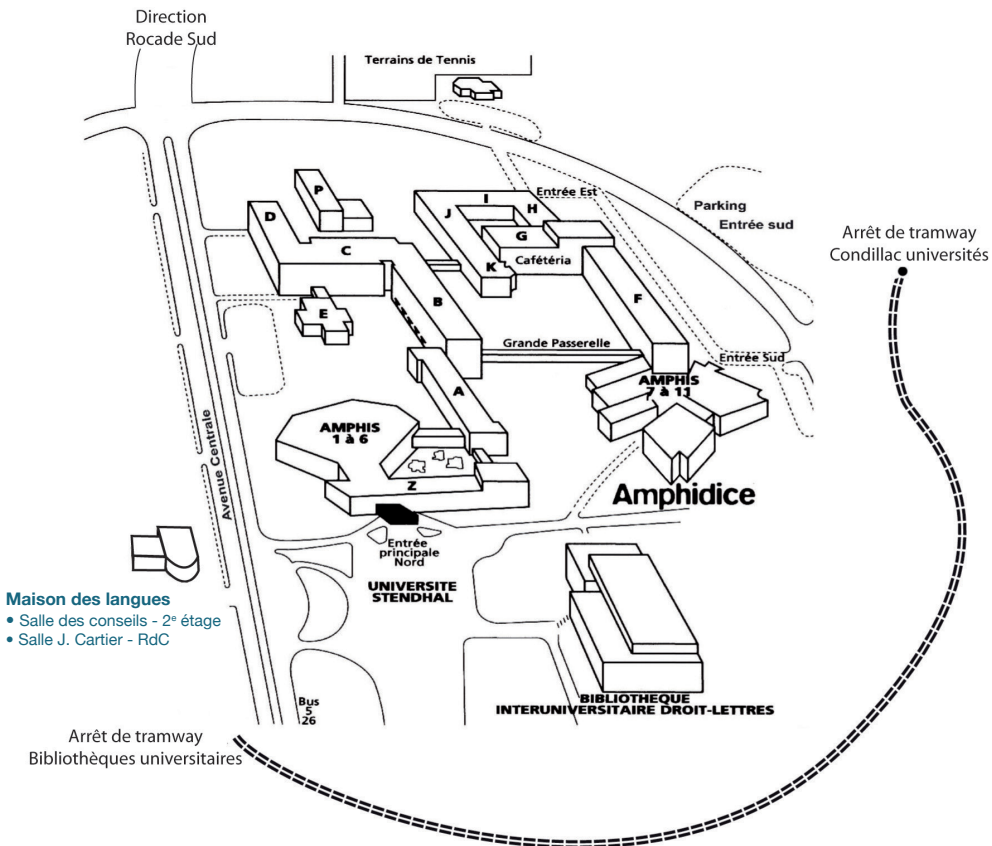 Direction
Rocade Sud
Terrains de Tennis
P
I
Entrée Est
D
J
H
Parking
G
Entrée sud
Arrêt de tramway
Condillac universités
C
Cafétéria
K
B
F
E
Grande Passerelle
Entrée Sud
AMPHIS
7 à 11
A
AMPHIS
1 à 6
Avenue Centrale
Z
Amphidice
Entrée
principale
Nord
UNIVERSITE
STENDHAL
Maison des langues
• Salle des conseils - 2e étage
• Salle J. Cartier - RdC
Bus
5
26
BIBLIOTHEQUE
INTERUNIVERSITAIRE DROIT-LETTRES
Arrêt de tramway
Bibliothèques universitaires